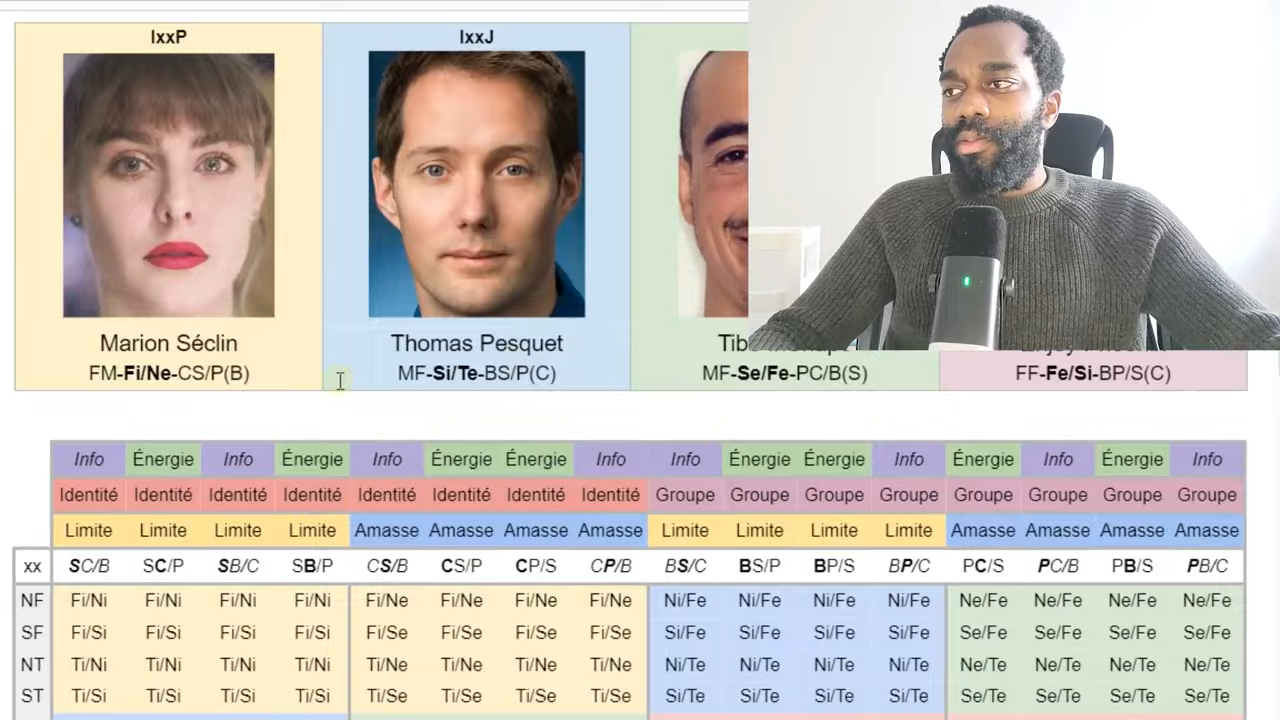 IxxP IxxJ
Marion Séclin Thomas Pesquet
FM-Fi/Ne-CS/P(B) MF-Si/Te-BS/P(C) MF-Se/Fe-PC/B(S) FF-Fe/Si-BP/S(C)
Info Énergie Info Énergie Info Énergie Énergie Info Info Énergie Énergie Info Énergie Info Énergie Info
Identité Identité Identité Identité Identité Identité Identité Identité Groupe Groupe Groupe Groupe Groupe Groupe Groupe Groupe
Limite Limite Limite Limite Amasse Amasse Amasse Amasse Limite Limite Limite Limite Amasse Amasse Amasse Amasse
xx SC/B SC/P SB/C SB/P CS/B CS/P CP/S CP/B BS/C BS/P BP/S BP/C PC/S PC/B PB/S PB/C
NF Fi/Ni Fi/Ni Fi/Ni Fi/Ni Fi/Ne Fi/Ne Fi/Ne Fi/Ne Ni/Fe Ni/Fe Ni/Fe Ni/Fe Ne/Fe Ne/Fe Ne/Fe Ne/Fe
SF Fi/Si Fi/Si Fi/Si Fi/Si Fi/Se Fi/Se Fi/Se Fi/Se Si/Fe Si/Fe Si/Fe Si/Fe Se/Fe Se/Fe Se/Fe Se/Fe
NT Ti/Ni Ti/Ni Ti/Ni Ti/Ni Ti/Ne Ti/Ne Ti/Ne Ti/Ne Ni/Te Ni/Te Ni/Te Ni/Te Ne/Te Ne/Te Ne/Te Ne/Te
ST Ti/Si Ti/Si Ti/Si Ti/Si Ti/Se Ti/Se Ti/Se Ti/Se Si/Te Si/Te Si/Te Si/Te Se/Te Se/Te Se/Te Se/Te